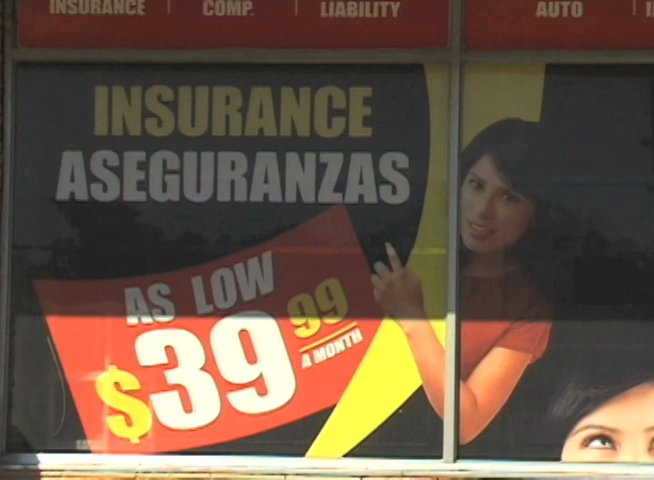 INSURANCE COMP. LIABILITY AUTO
INSURANCE
ASEGURANZAS
AS LOW
$39 99
A MONTH